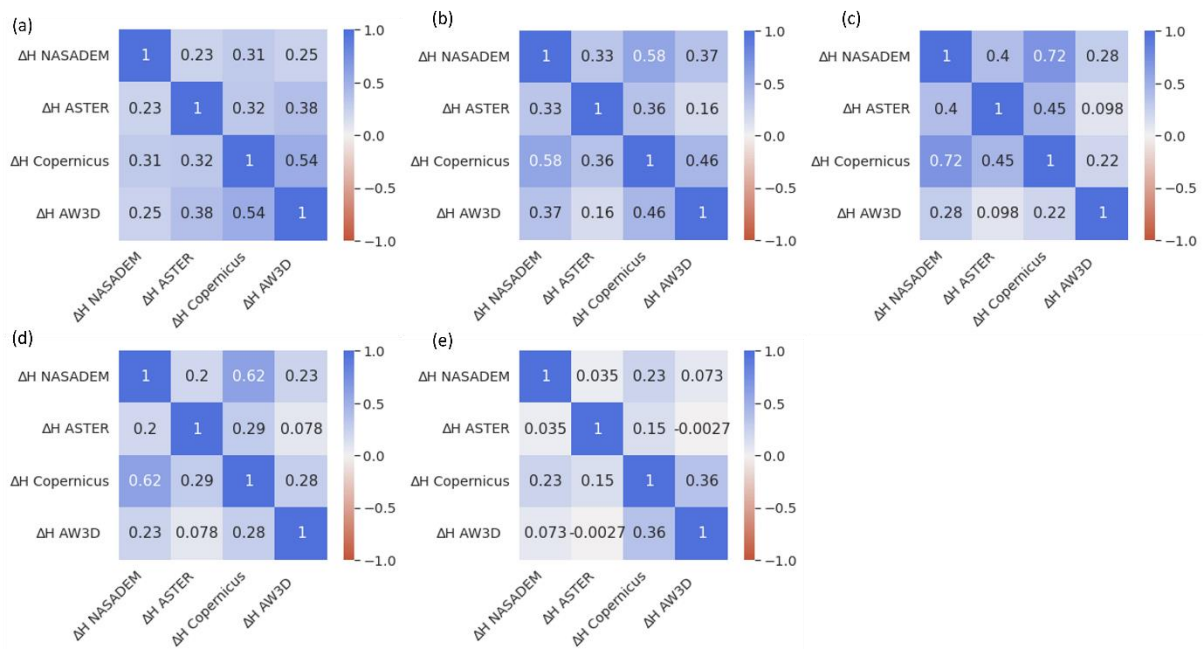 (a)
ΔH NASADEM 1 0.23 0.31 0.25
ΔH ASTER 0.23 1 0.32 0.38
ΔH Copernicus 0.31 0.32 1 0.54
ΔH AW3D 0.25 0.38 0.54 1
ΔH NASADEM ΔH ASTER ΔH Copernicus ΔH AW3D
1.0
0.5
0.0
−0.5
−1.0
(b)
ΔH NASADEM 1 0.33 0.58 0.37
ΔH ASTER 0.33 1 0.36 0.16
ΔH Copernicus 0.58 0.36 1 0.46
ΔH AW3D 0.37 0.16 0.46 1
ΔH NASADEM ΔH ASTER ΔH Copernicus ΔH AW3D
1.0
0.5
0.0
−0.5
−1.0
(c)
ΔH NASADEM 1 0.4 0.72 0.28
ΔH ASTER 0.4 1 0.45 0.098
ΔH Copernicus 0.72 0.45 1 0.22
ΔH AW3D 0.28 0.098 0.22 1
ΔH NASADEM ΔH ASTER ΔH Copernicus ΔH AW3D
1.0
0.5
0.0
−0.5
−1.0
(d)
ΔH NASADEM 1 0.2 0.62 0.23
ΔH ASTER 0.2 1 0.29 0.078
ΔH Copernicus 0.62 0.29 1 0.28
ΔH AW3D 0.23 0.078 0.28 1
ΔH NASADEM ΔH ASTER ΔH Copernicus ΔH AW3D
1.0
0.5
0.0
−0.5
−1.0
(e)
ΔH NASADEM 1 0.035 0.23 0.073
ΔH ASTER 0.035 1 0.15 -0.0027
ΔH Copernicus 0.23 0.15 1 0.36
ΔH AW3D 0.073 -0.0027 0.36 1
ΔH NASADEM ΔH ASTER ΔH Copernicus ΔH AW3D
1.0
0.5
0.0
−0.5
−1.0